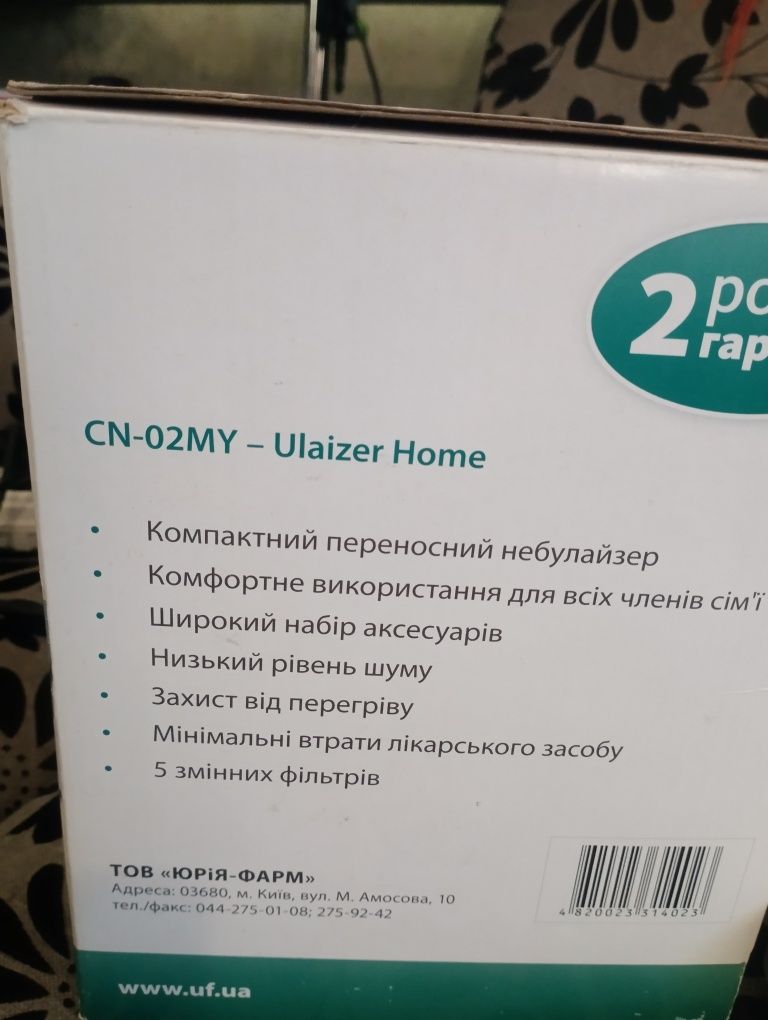 2
CN-02MY – Ulaizer Home
• Компактний переносний небулайзер
• Комфортне використання для всіх членів сім'ї
• Широкий набір аксесуарів
• Низький рівень шуму
• Захист від перегріву
• Мінімальні втрати лікарського засобу
• 5 змінних фільтрів
ТОВ «ЮРіЯ-ФАРМ»
Адреса: 03680, м. Київ, вул. М. Амосова, 10
тел./факс: 044-275-01-08; 275-92-42
4 820023 314023
www.uf.ua